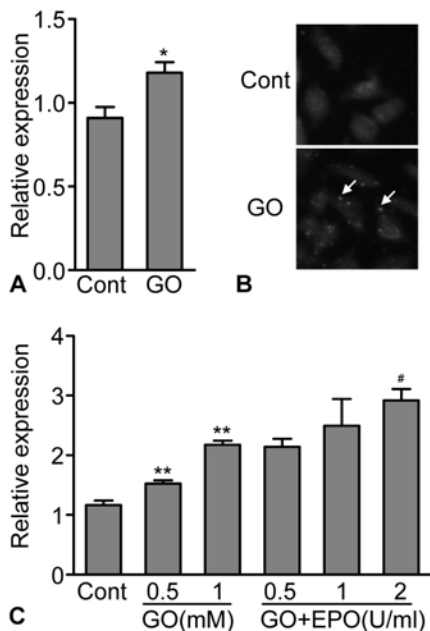 Relative expression
1.5
*
1.0
0.5
0.0
Cont GO
A
Cont
GO
B
Relative expression
4
3
2
1
0
** ** #
Cont 0.5 1 0.5 1 2
GO(mM) GO+EPO(U/ml)
C